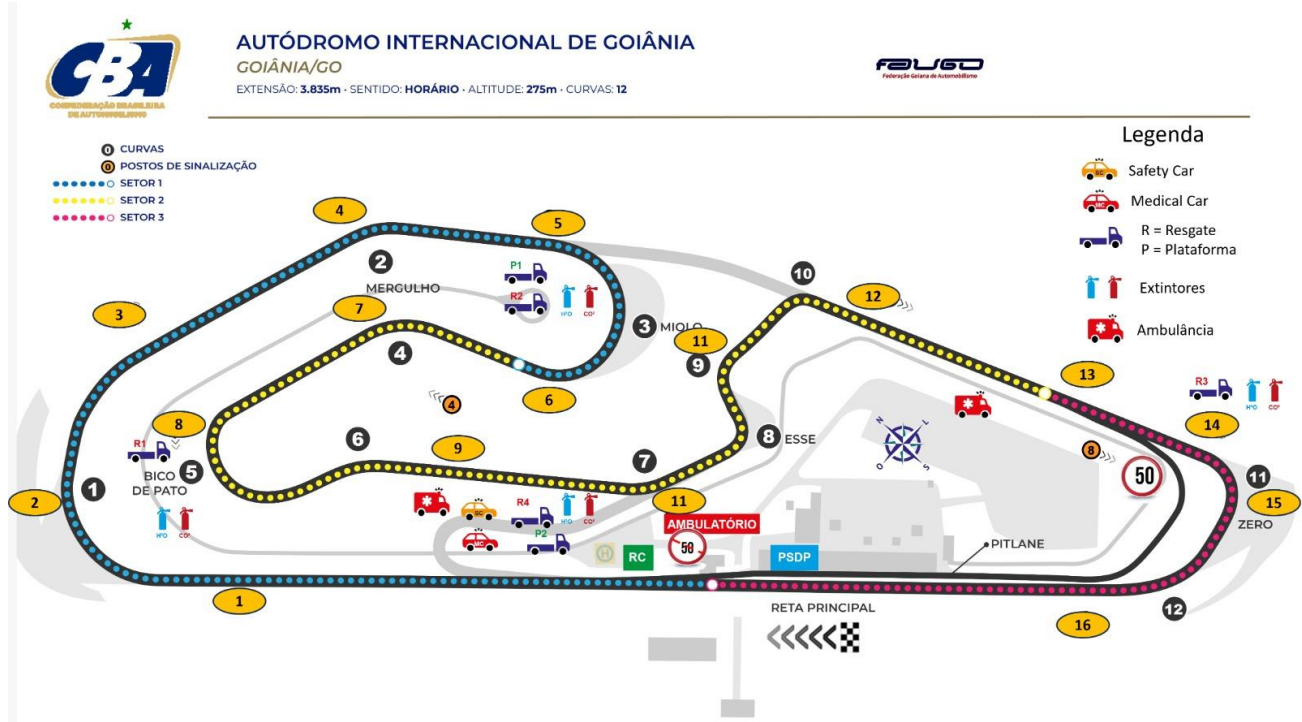 CBA
CONFEDERAÇÃO BRASILEIRA
DE AUTOMOBILISMO
AUTÓDROMO INTERNACIONAL DE GOIÂNIA
GOIÂNIA/GO
EXTENSÃO: 3.835m · SENTIDO: HORÁRIO · ALTITUDE: 275m · CURVAS: 12
FAUGO
Federação Goiana de Automobilismo
0 CURVAS
0 POSTOS DE SINALIZAÇÃO
SETOR 1
SETOR 2
SETOR 3
Legenda
SC Safety Car
MC Medical Car
R = Resgate
P = Plataforma
Extintores
Ambulância
4
5
2
MERGULHO
P1
R2
H²O CO²
10
12
3
7
3 MIOLO
11
9
4
6
13
R3
H²O CO²
14
4
8
R1
5
BICO
DE PATO
H²O CO²
6
9
7
8 ESSE
N
L
S
O
8
50
11
15
ZERO
2
1
SC
MC
R4
P2
H²O CO²
11
AMBULATÓRIO
50
H
RC
PSDP
PITLANE
1
RETA PRINCIPAL
16
12